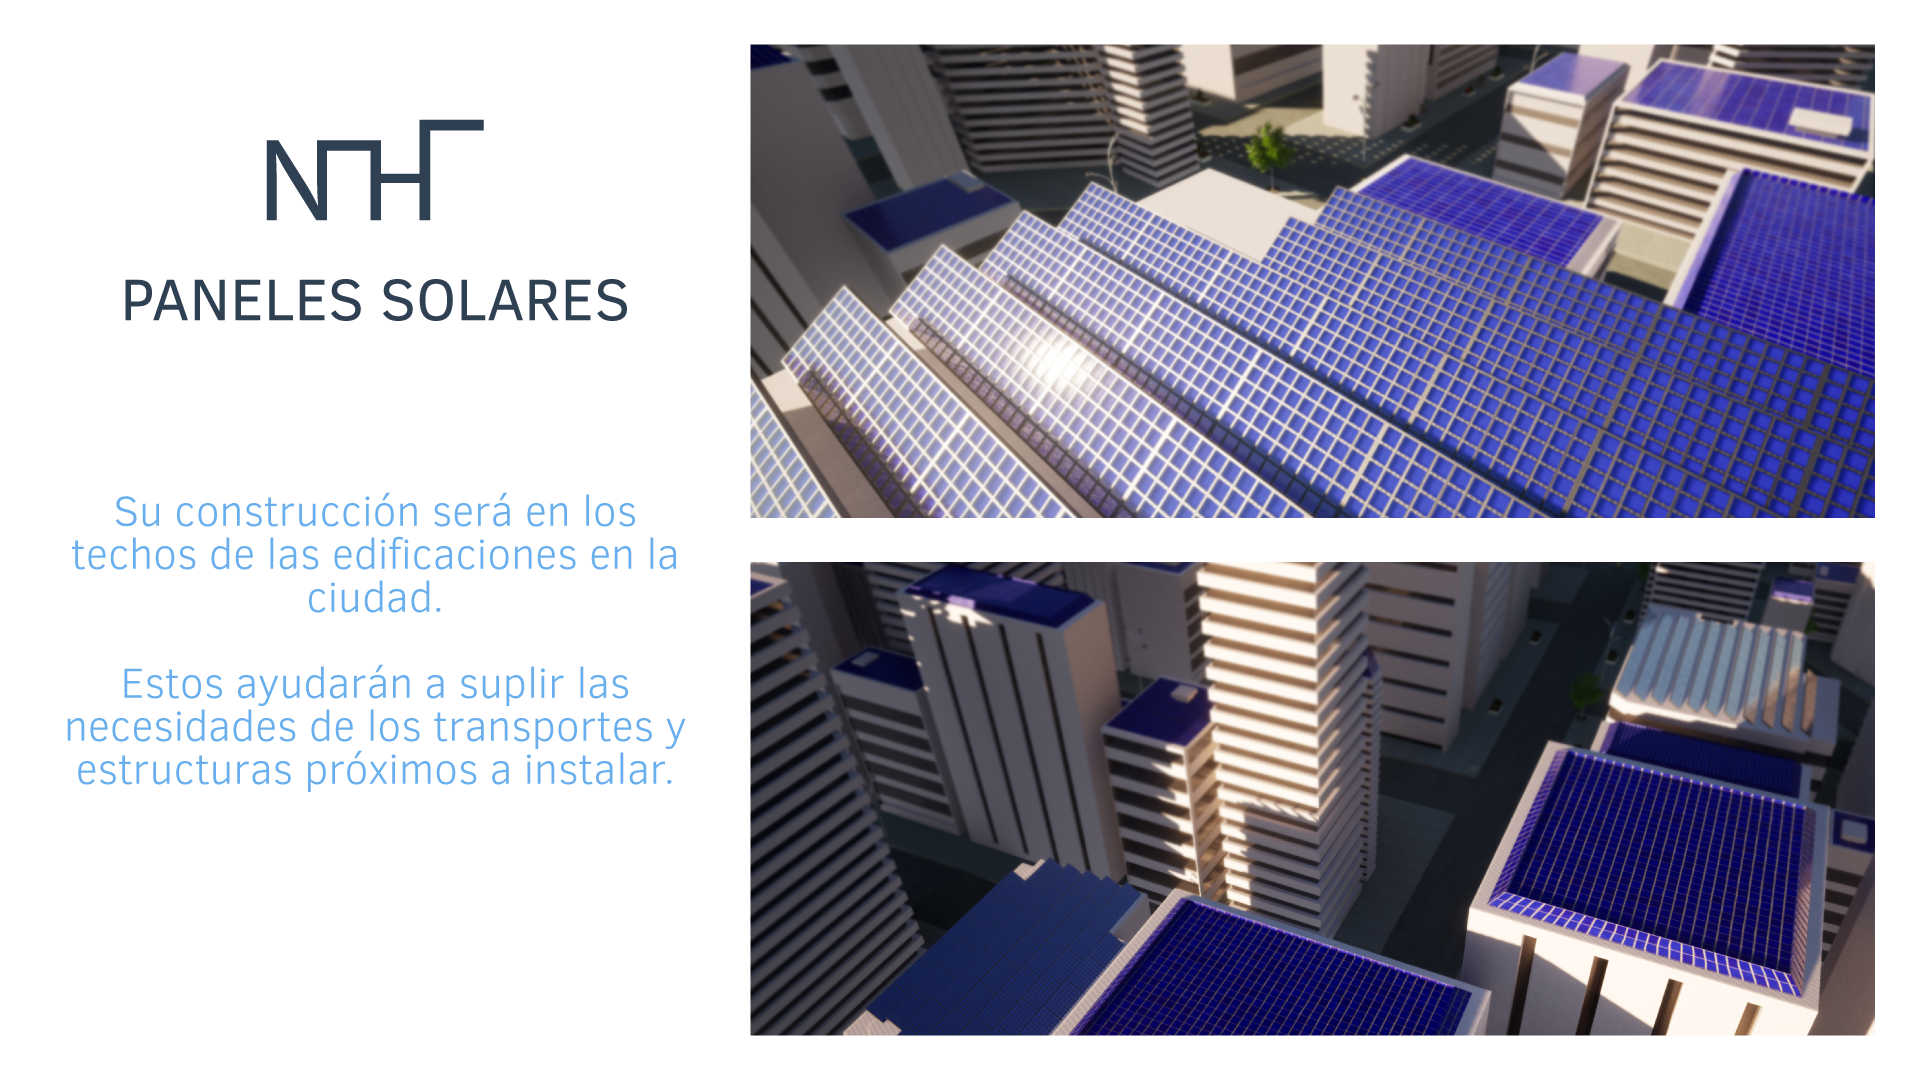 NTHT
PANELES SOLARES
Su construcción será en los
techos de las edificaciones en la
ciudad.
Estos ayudarán a suplir las
necesidades de los transportes y
estructuras próximos a instalar.